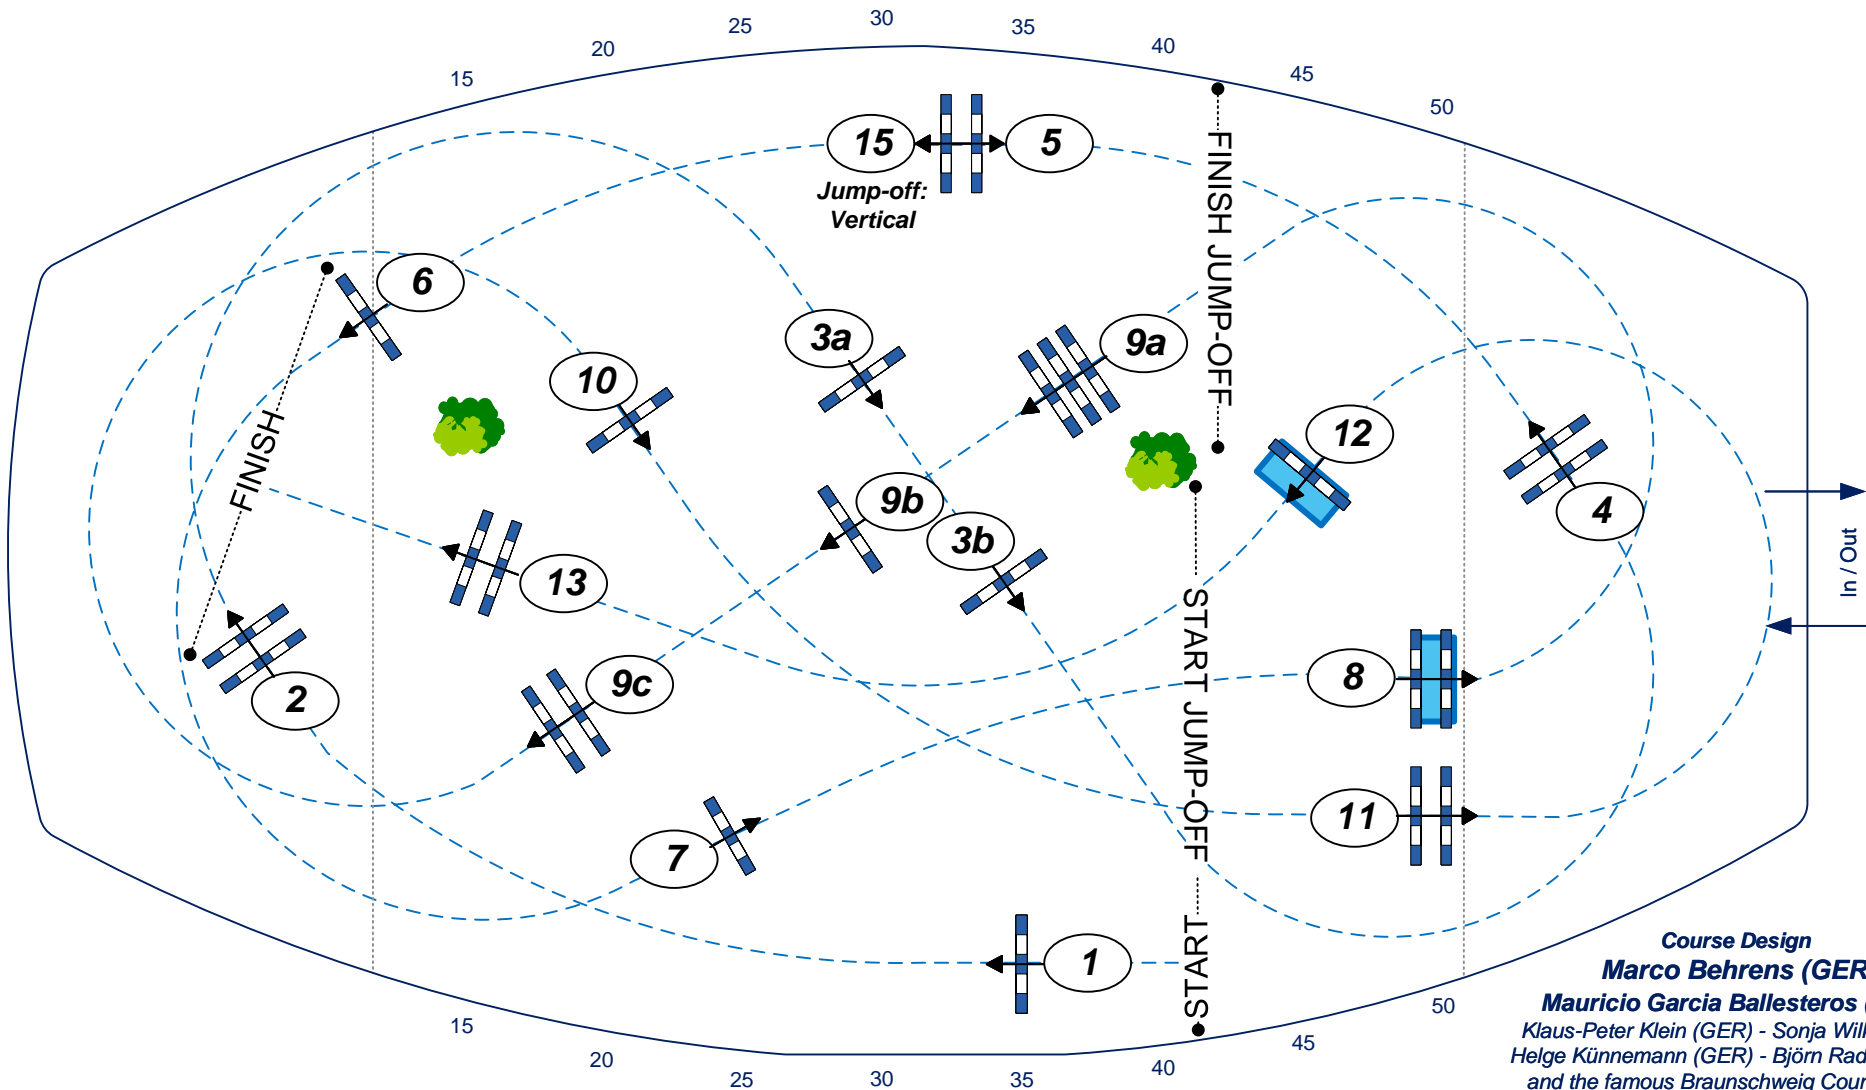 30
25
35
20
40
15
45
50
15
5
Jump-off:
Vertical
FINISH JUMP-OFF
6
3a
9a
10
12
FINISH
9b
4
3b
In / Out
13
START JUMP-OFF
8
9c
2
11
7
START
1
Course Design
Marco Behrens (GER
Mauricio Garcia Ballesteros (
Klaus-Peter Klein (GER) - Sonja Will
Helge Künnemann (GER) - Björn Rad
and the famous Braunschweig Cour
50
15
45
20
40
25
30
35